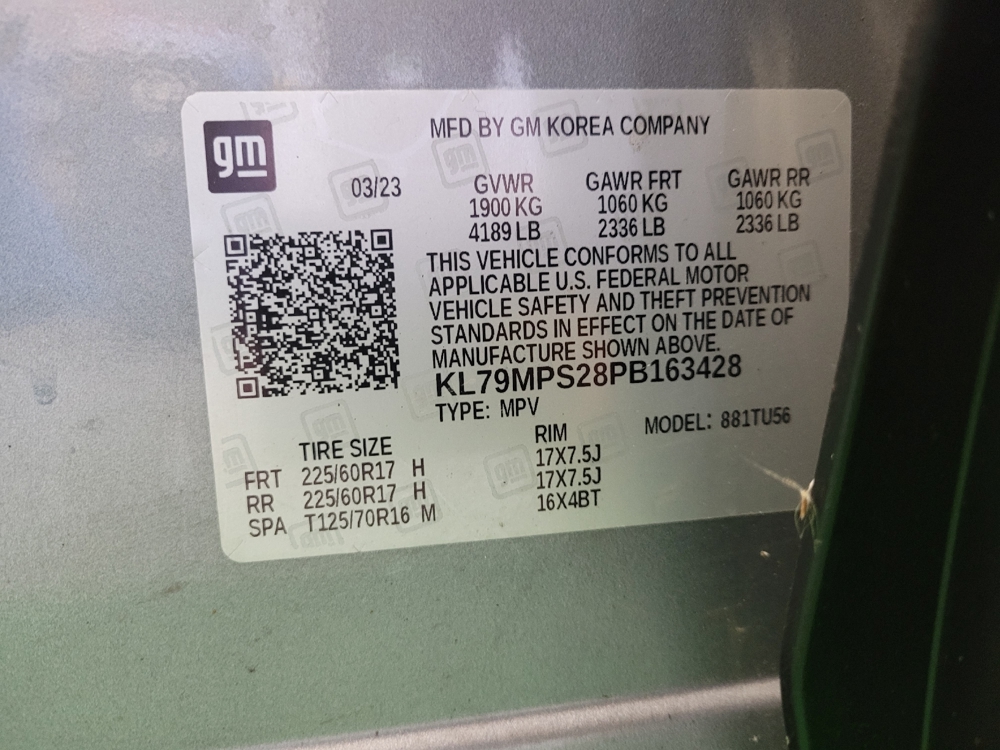 gm
MFD BY GM KOREA COMPANY
03/23
GVWR GAWR FRT GAWR RR
1900 KG 1060 KG 1060 KG
4189 LB 2336 LB 2336 LB
THIS VEHICLE CONFORMS TO ALL
APPLICABLE U.S. FEDERAL MOTOR
VEHICLE SAFETY AND THEFT PREVENTION
STANDARDS IN EFFECT ON THE DATE OF
MANUFACTURE SHOWN ABOVE.
KL79MPS28PB163428
TYPE: MPV
MODEL: 881TU56
TIRE SIZE RIM
FRT 225/60R17 H 17X7.5J
RR 225/60R17 H 17X7.5J
SPA T125/70R16 M 16X4BT